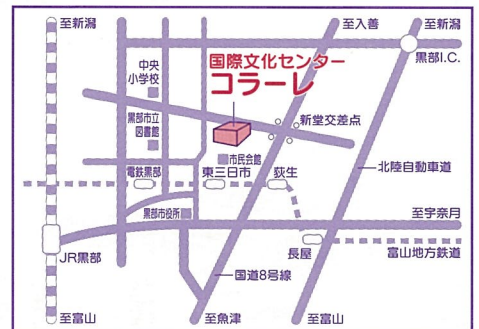 至新潟
至入善
至新潟
黒部I.C.
国際文化センター
コラーレ
中央
小学校
新堂交差点
黒部市立
図書館
市民会館
電鉄黒部
東三日市
荻生
北陸自動車道
黒部市役所
至宇奈月
JR黒部
長屋
富山地方鉄道
国道8号線
至富山
至魚津
至富山